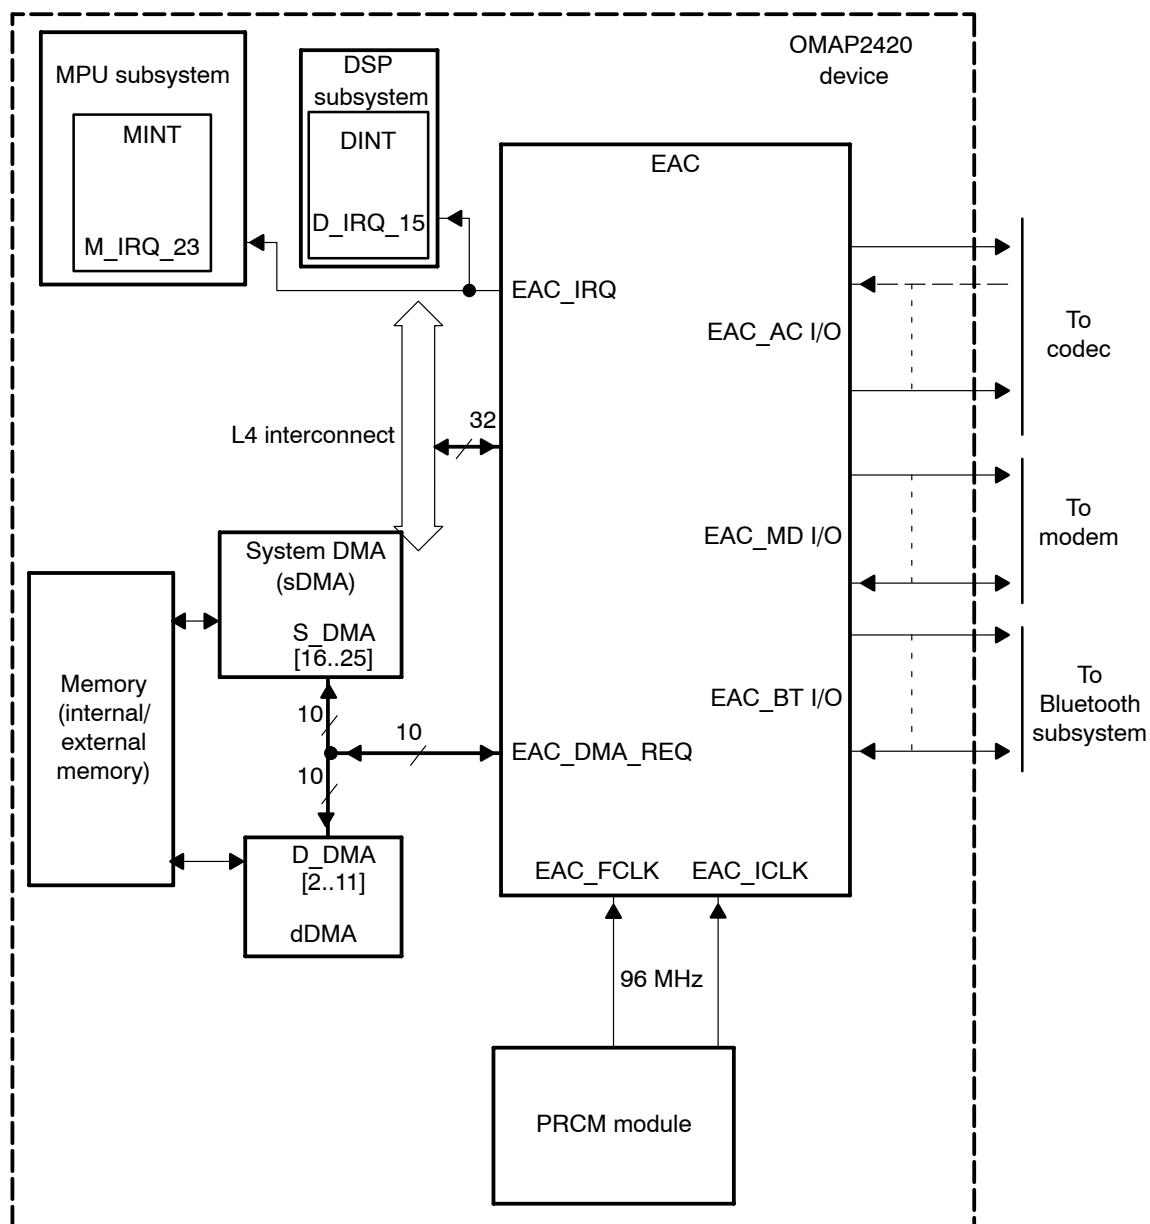 OMAP2420
device
MPU subsystem
MINT
M_IRQ_23
DSP
subsystem
DINT
D_IRQ_15
EAC
EAC_IRQ
EAC_AC I/O
To
codec
L4 interconnect
32
EAC_MD I/O
To
modem
System DMA
(sDMA)
S_DMA
[16..25]
Memory
(internal/
external
memory)
10
10
10
EAC_DMA_REQ
EAC_BT I/O
To
Bluetooth
subsystem
D_DMA
[2..11]
dDMA
EAC_FCLK
EAC_ICLK
96 MHz
PRCM module